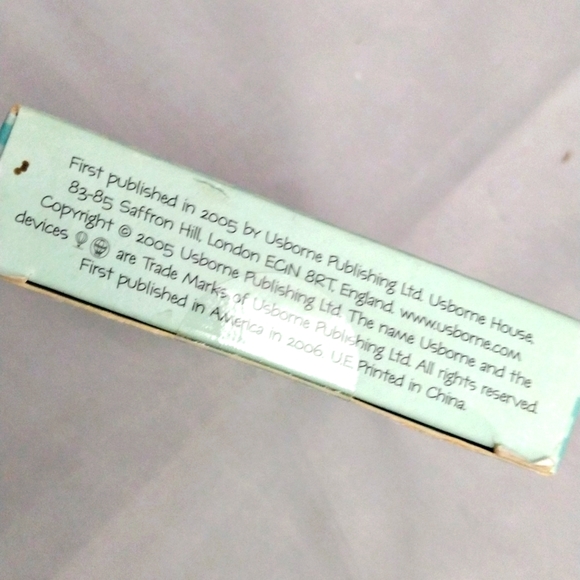 First published in 2005 by Usborne Publishing Ltd. Usborne House,
83-85 Saffron Hill, London EC1N 8RT, England. www.usborne.com
Copyright © 2005 Usborne Publishing Ltd. The name Usborne and the
devices are Trade Marks of Usborne Publishing Ltd. All rights reserved.
First published in America in 2006. U.E. Printed in China.